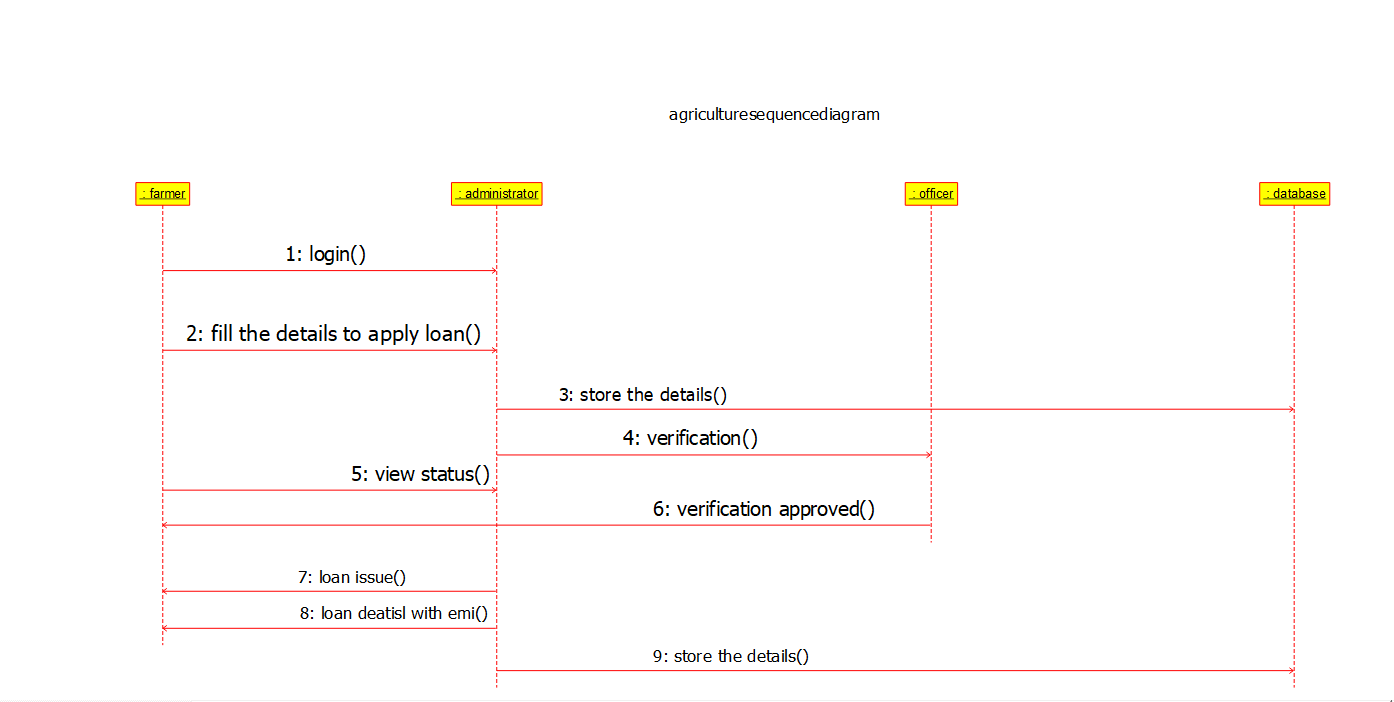 agriculturesequencediagram
: farmer
: administrator
: officer
: database
1: login()
2: fill the details to apply loan()
3: store the details()
4: verification()
5: view status()
6: verification approved()
7: loan issue()
8: loan deatisl with emi()
9: store the details()